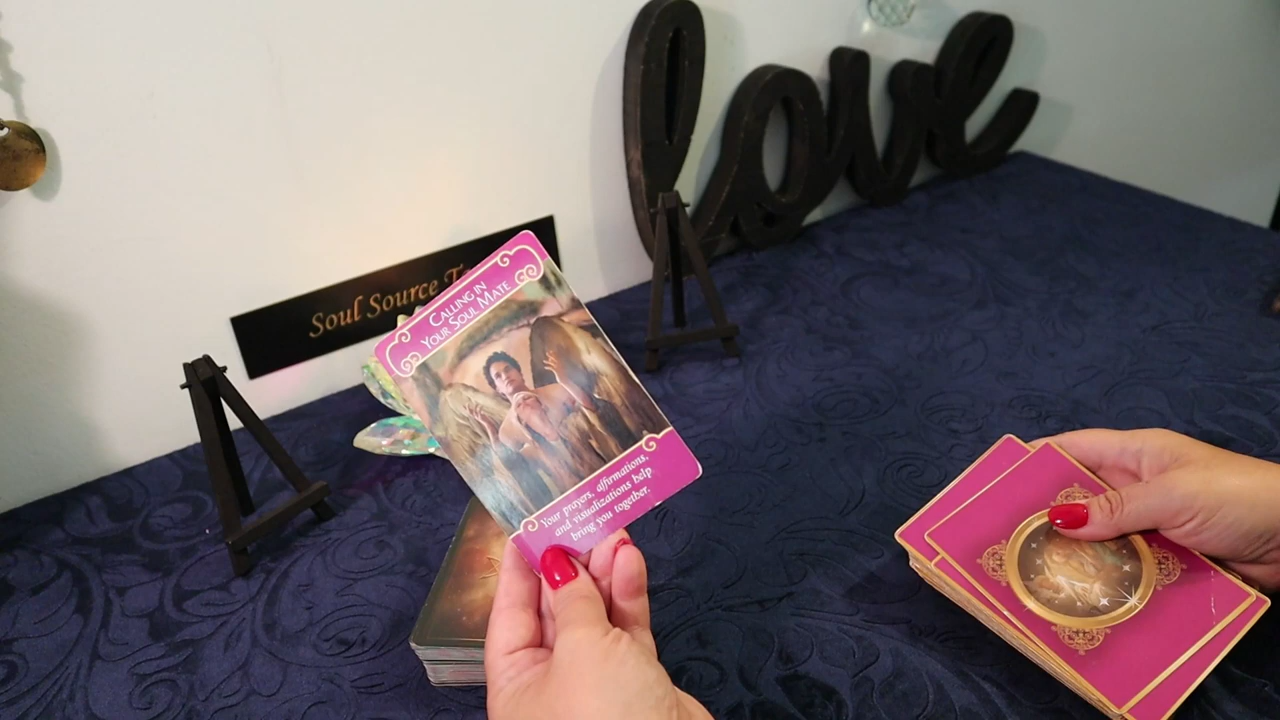 love
Soul Source
CALLING IN
YOUR SOUL MATE
Your prayers, affirmations,
and visualizations help
bring you together.